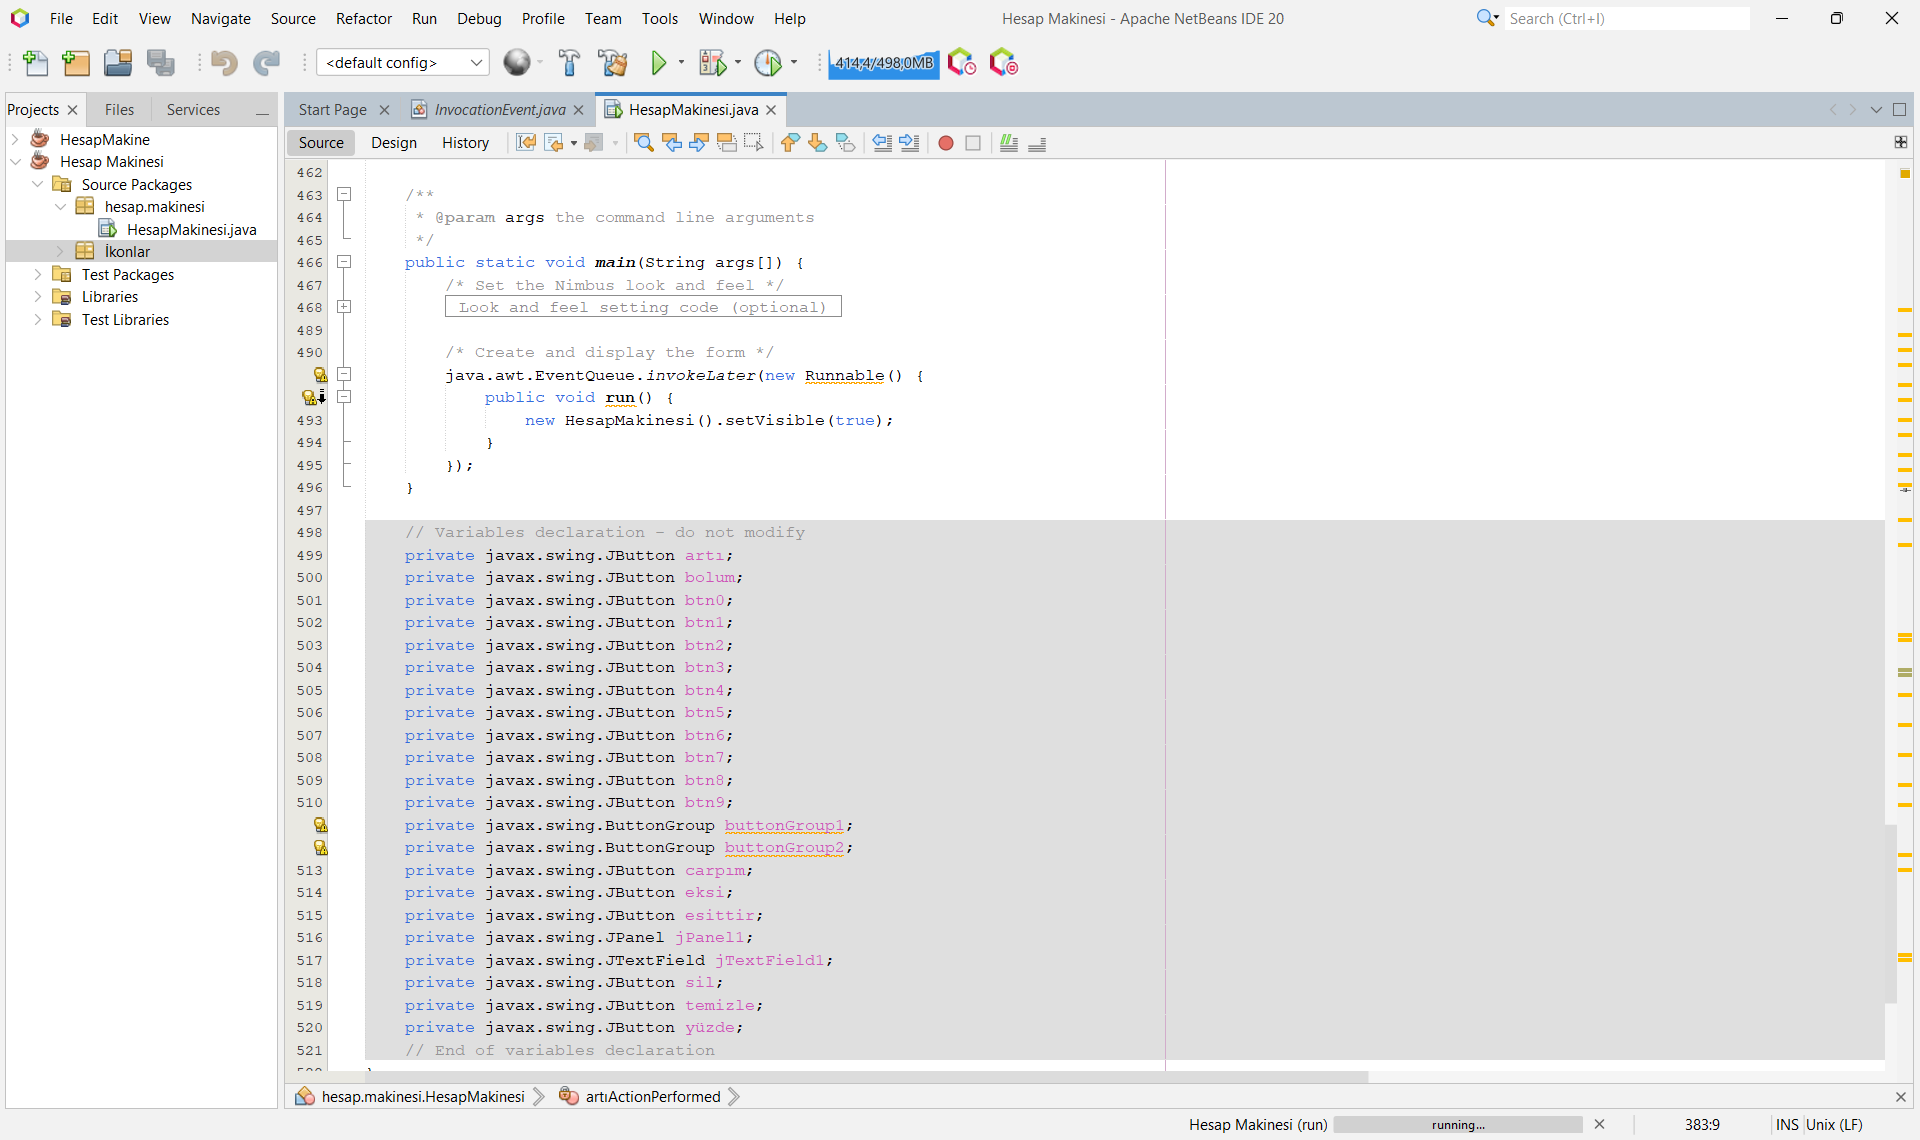 File Edit View Navigate Source Refactor Run Debug Profile Team Tools Window Help
Hesap Makinesi - Apache NetBeans IDE 20
Search (Ctrl+I)
<default config>
414,4/498,0MB
Projects Files Services
Start Page InvocationEvent.java HesapMakinesi.java
Source Design History
HesapMakine
Hesap Makinesi
Source Packages
hesap.makinesi
HesapMakinesi.java
İkonlar
Test Packages
Libraries
Test Libraries
462
463 /**
464 * @param args the command line arguments
465 */
466 public static void main(String args[]) {
467 /* Set the Nimbus look and feel */
468 Look and feel setting code (optional)
489
490 /* Create and display the form */
java.awt.EventQueue.invokeLater(new Runnable() {
public void run() {
493 new HesapMakinesi().setVisible(true);
494 }
495 });
496 }
497
498 // Variables declaration - do not modify
499 private javax.swing.JButton artı;
500 private javax.swing.JButton bolum;
501 private javax.swing.JButton btn0;
502 private javax.swing.JButton btn1;
503 private javax.swing.JButton btn2;
504 private javax.swing.JButton btn3;
505 private javax.swing.JButton btn4;
506 private javax.swing.JButton btn5;
507 private javax.swing.JButton btn6;
508 private javax.swing.JButton btn7;
509 private javax.swing.JButton btn8;
510 private javax.swing.JButton btn9;
private javax.swing.ButtonGroup buttonGroup1;
private javax.swing.ButtonGroup buttonGroup2;
513 private javax.swing.JButton carpım;
514 private javax.swing.JButton eksi;
515 private javax.swing.JButton esittir;
516 private javax.swing.JPanel jPanel1;
517 private javax.swing.JTextField jTextField1;
518 private javax.swing.JButton sil;
519 private javax.swing.JButton temizle;
520 private javax.swing.JButton yüzde;
521 // End of variables declaration
hesap.makinesi.HesapMakinesi artıActionPerformed
Hesap Makinesi (run) running... 383:9 INS Unix (LF)